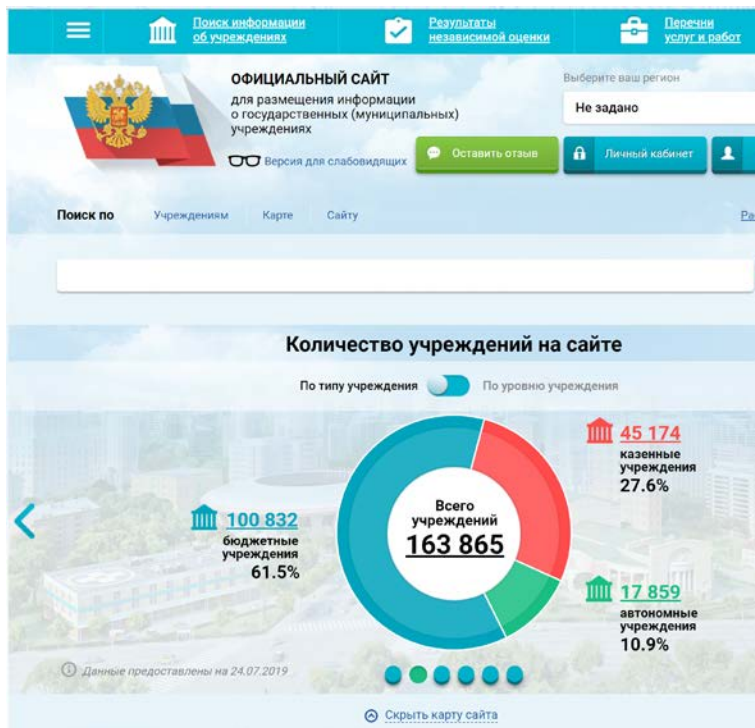 Поиск информации
об учреждениях
Результаты
независимой оценки
Перечни
услуг и работ
ОФИЦИАЛЬНЫЙ САЙТ
для размещения информации
о государственных (муниципальных)
учреждениях
Версия для слабовидящих
Выберите ваш регион
Не задано
Оставить отзыв
Личный кабинет
Поиск по
Учреждениям
Карте
Сайту
Количество учреждений на сайте
По типу учреждения
По уровню учреждения
45 174
казенные
учреждения
27.6%
Всего
учреждений
163 865
100 832
бюджетные
учреждения
61.5%
17 859
автономные
учреждения
10.9%
Данные предоставлены на 24.07.2019
Скрыть карту сайта